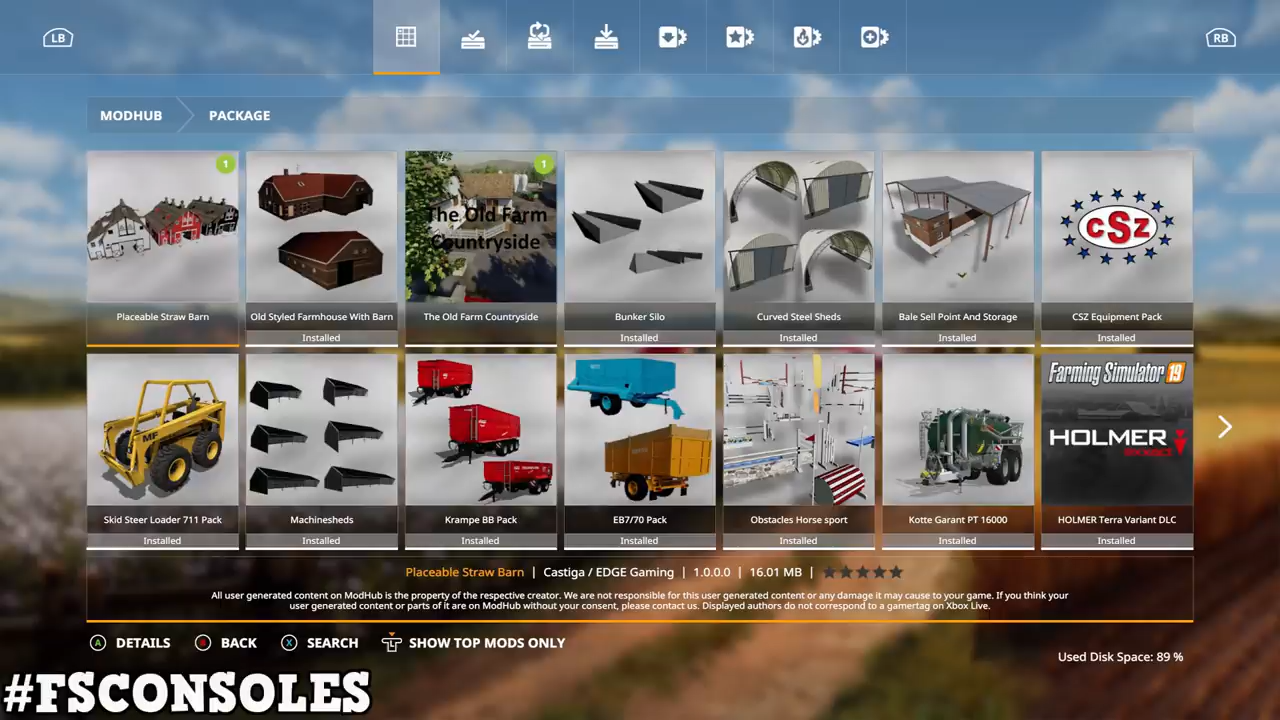 LB
RB
MODHUB
PACKAGE
1
1
The Old Farm
Countryside
CSZ
Placeable Straw Barn
Old Styled Farmhouse With Barn
The Old Farm Countryside
Bunker Silo
Curved Steel Sheds
Bale Sell Point And Storage
CSZ Equipment Pack
Installed
Installed
Installed
Installed
Installed
MF
Farming Simulator 19
HOLMER
EXXACT
Skid Steer Loader 711 Pack
Machinesheds
Krampe BB Pack
EB7/70 Pack
Obstacles Horse sport
Kotte Garant PT 16000
HOLMER Terra Variant DLC
Installed
Installed
Installed
Installed
Installed
Installed
Installed
Placeable Straw Barn | Castiga / EDGE Gaming | 1.0.0.0 | 16.01 MB |
All user generated content on ModHub is the property of the respective creator. We are not responsible for this user generated content or any damage it may cause to your game. If you think your
user generated content or parts of it are on ModHub without your consent, please contact us. Displayed authors do not correspond to a gamertag on Xbox Live.
A DETAILS
B BACK
X SEARCH
SHOW TOP MODS ONLY
Used Disk Space: 89 %
#FSCONSOLES